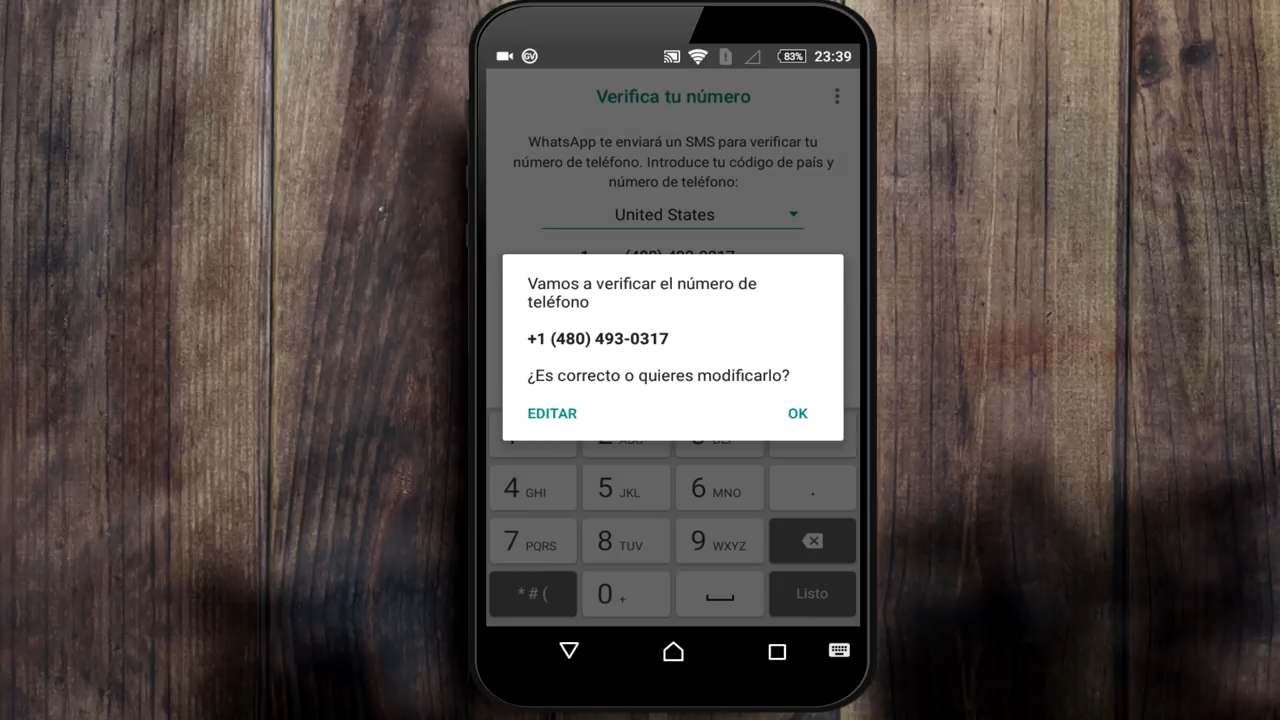 GV
83%
23:39
Verifica tu número
WhatsApp te enviará un SMS para verificar tu
número de teléfono. Introduce tu código de país y
número de teléfono:
United States
Vamos a verificar el número de
teléfono
+1 (480) 493-0317
¿Es correcto o quieres modificarlo?
EDITAR
OK
4 GHI
5 JKL
6 MNO
.
7 PQRS
8 TUV
9 WXYZ
* # (
0 +
Listo